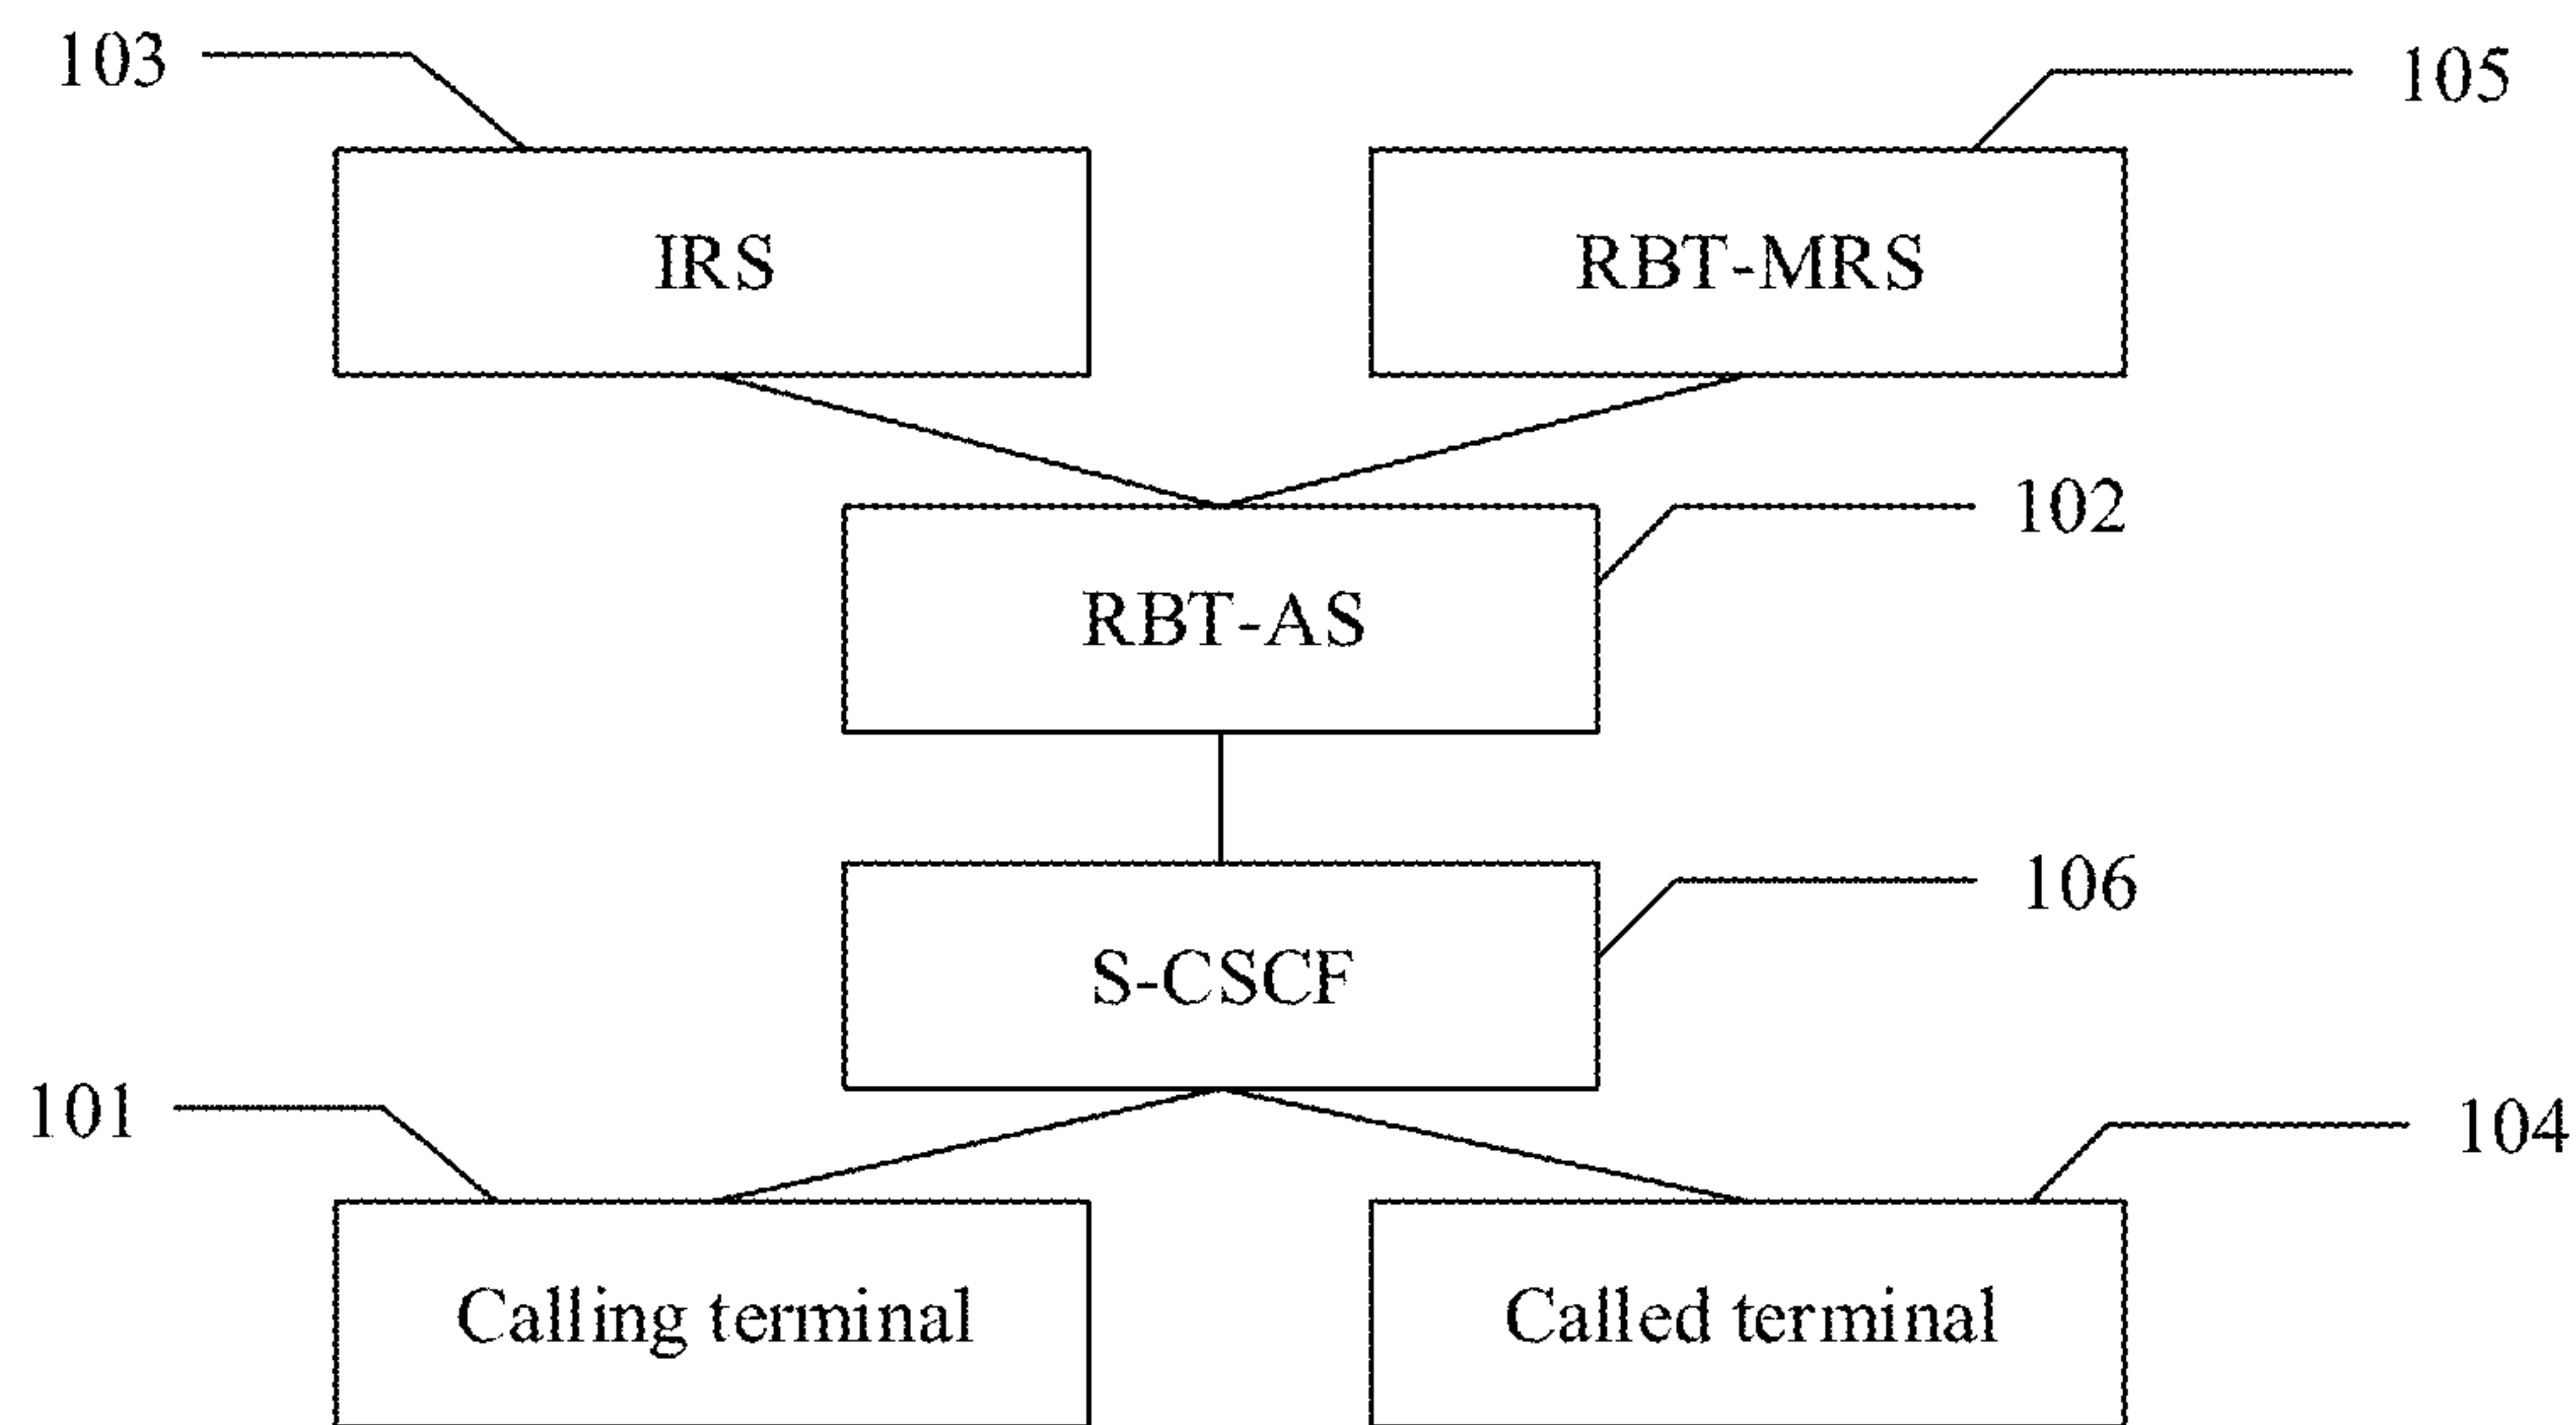 103
105
IRS
RBT-MRS
102
RBT-AS
106
S-CSCF
101
104
Calling terminal
Called terminal